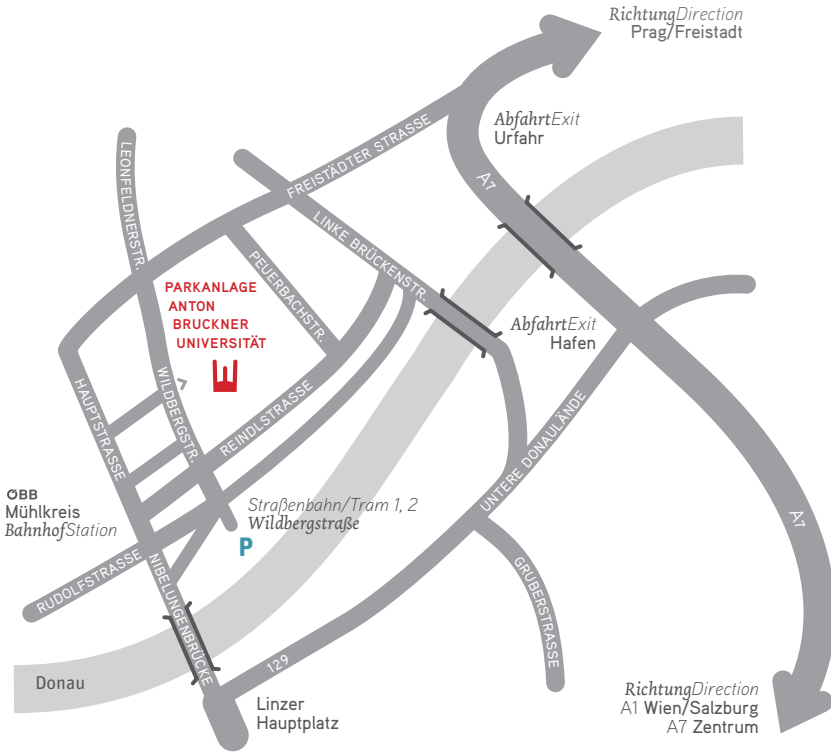 RichtungDirection
Prag/Freistadt
AbfahrtExit
Urfahr
A7
FREISTÄDTER STRASSE
LEONFELDNERSTR.
LINKE BRÜCKENSTR.
PEUERBACHSTR.
PARKANLAGE
ANTON
BRUCKNER
UNIVERSITÄT
AbfahrtExit
Hafen
HAUPTSTRASSE
WILDBERGSTR.
REINDLSTRASSE
UNTERE DONAULÄNDE
ÖBB
Mühlkreis
BahnhofStation
Straßenbahn/Tram 1, 2
Wildbergstraße
P
A7
RUDOLFSTRASSE
NIBELUNGENBRÜCKE
GRUBERSTRASSE
129
Donau
Linzer
Hauptplatz
RichtungDirection
A1 Wien/Salzburg
A7 Zentrum